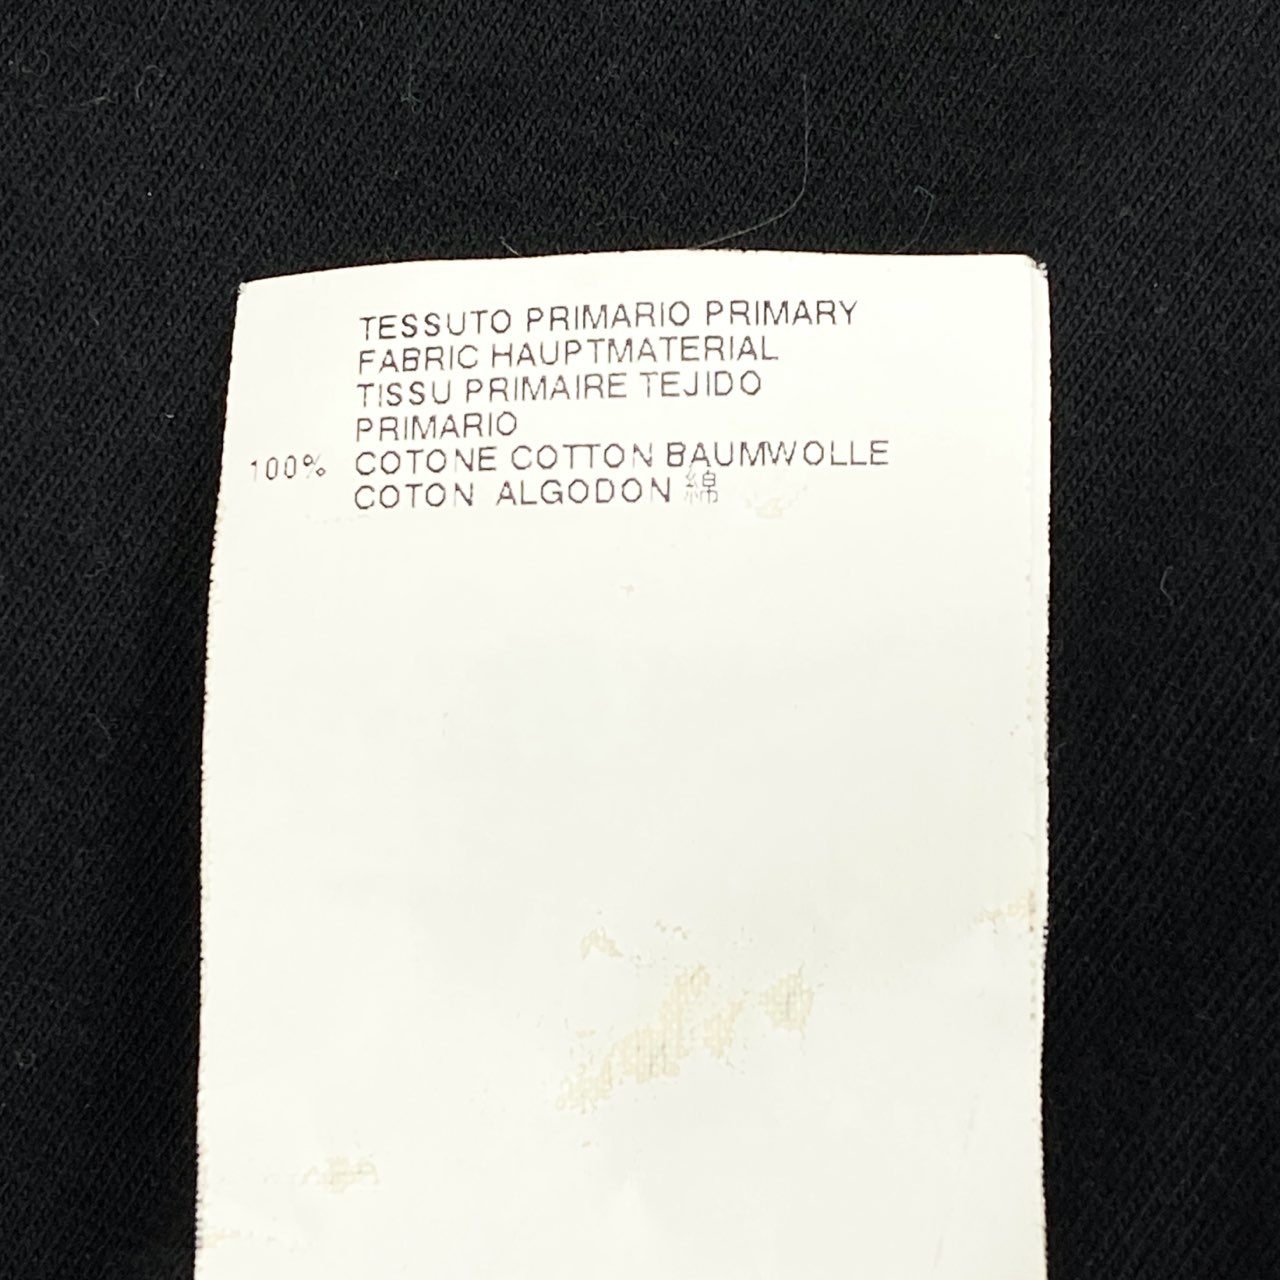 TESSUTO PRIMARIO PRIMARY
FABRIC HAUPTMATERIAL
TISSU PRIMAIRE TEJIDO
PRIMARIO
100% COTONE COTTON BAUMWOLLE
COTON ALGODON 綿